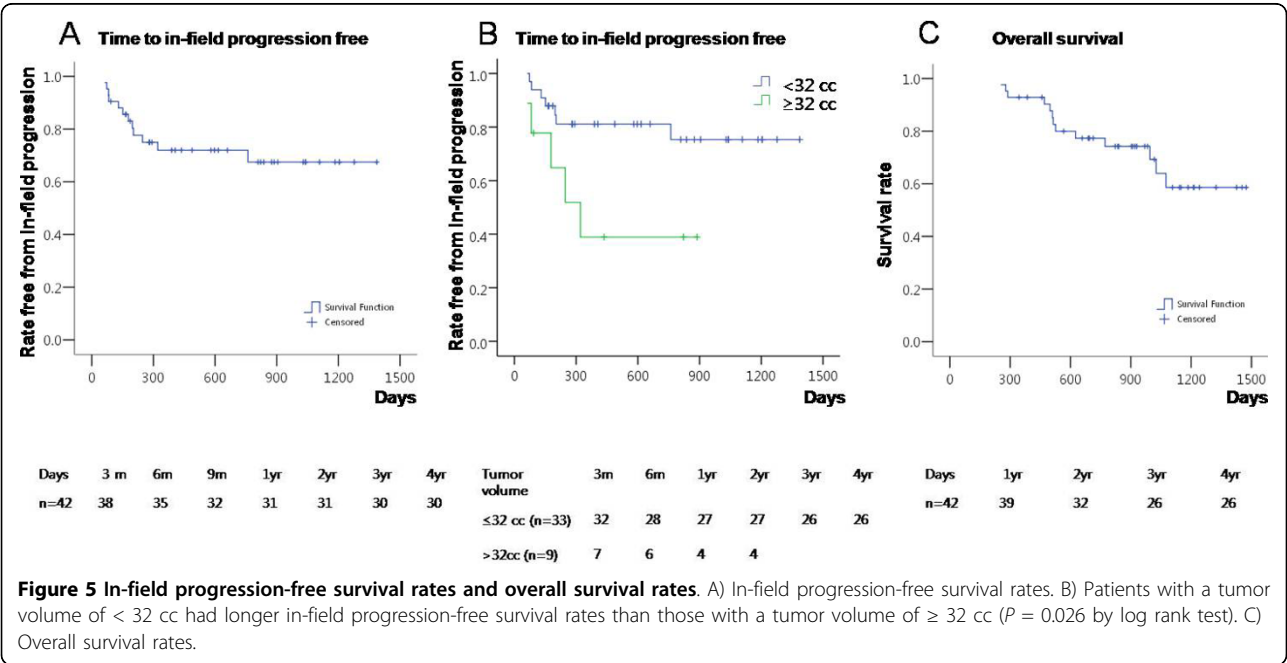 A Time to in-field progression free
Rate free from in-field progression
1.0
0.8
0.6
0.4
0.2
0.0
Survival Function
Censored
0 300 600 900 1200 1500
Days
B Time to in-field progression free
Rate free from in-field progression
1.0
0.8
0.6
0.4
0.2
0.0
<32 cc
≥32 cc
0 300 600 900 1200 1500
Days
C Overall survival
Survival rate
1.0
0.8
0.6
0.4
0.2
0.0
Survival Function
Censored
0 300 600 900 1200 1500
Days
Days 3 m 6m 9m 1yr 2yr 3yr 4yr
n=42 38 35 32 31 31 30 30
Tumor volume 3m 6m 1yr 2yr 3yr 4yr
≤32 cc (n=33) 32 28 27 27 26 26
>32cc (n=9) 7 6 4 4
Days 1yr 2yr 3yr 4yr
n=42 39 32 26 26
Figure 5 In-field progression-free survival rates and overall survival rates. A) In-field progression-free survival rates. B) Patients with a tumor
volume of < 32 cc had longer in-field progression-free survival rates than those with a tumor volume of ≥ 32 cc (P = 0.026 by log rank test). C)
Overall survival rates.